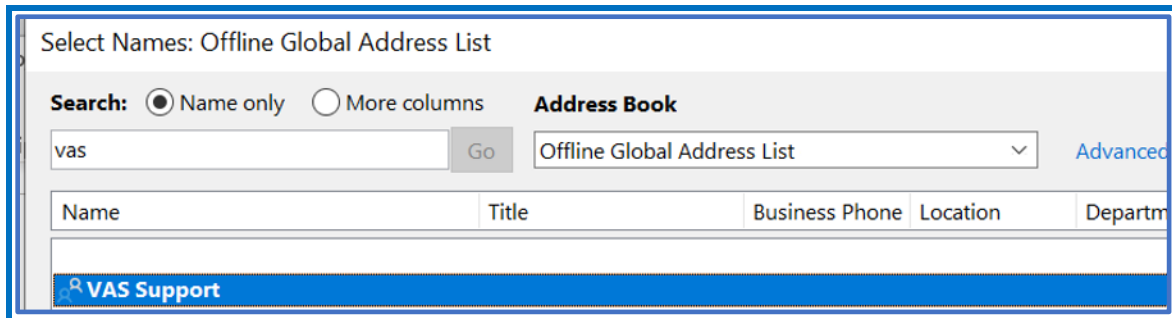 Select Names: Offline Global Address List
Search: Name only More columns Address Book
vas Go Offline Global Address List Advanced
Name Title Business Phone Location Departm
VAS Support